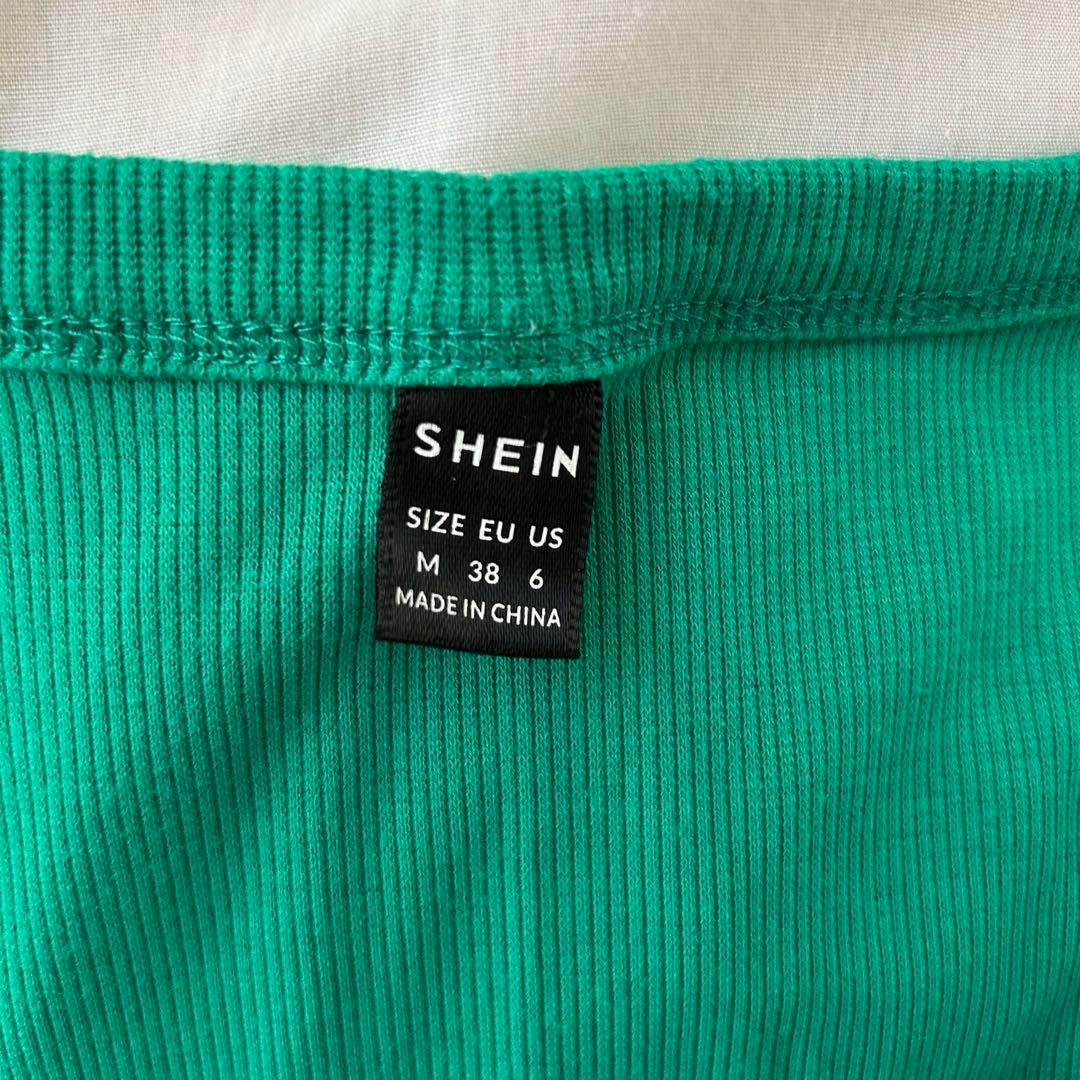 SHEIN
SIZE EU US
M 38 6
MADE IN CHINA